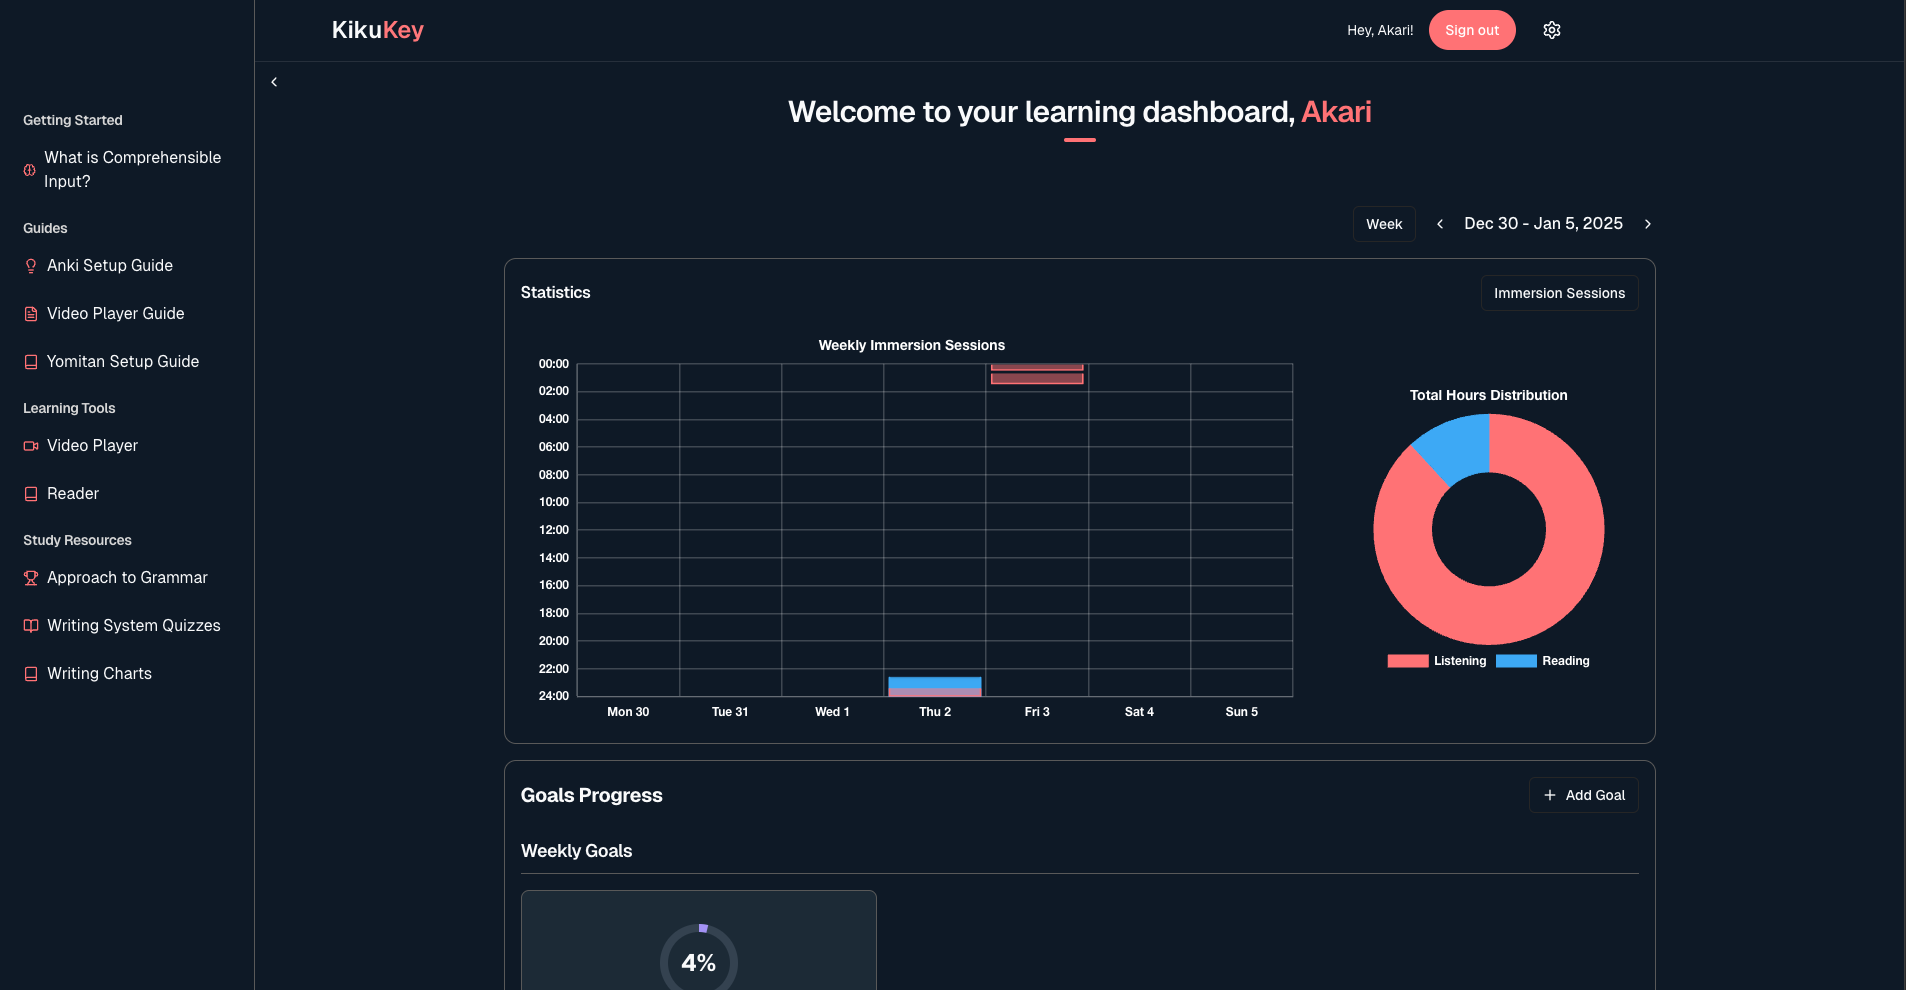 KikuKey
Hey, Akari!
Sign out
Getting Started
What is Comprehensible
Input?
Guides
Anki Setup Guide
Video Player Guide
Yomitan Setup Guide
Learning Tools
Video Player
Reader
Study Resources
Approach to Grammar
Writing System Quizzes
Writing Charts
Welcome to your learning dashboard, Akari
Week
Dec 30 - Jan 5, 2025
Statistics
Immersion Sessions
Weekly Immersion Sessions
00:00
02:00
04:00
06:00
08:00
10:00
12:00
14:00
16:00
18:00
20:00
22:00
24:00
Mon 30 Tue 31 Wed 1 Thu 2 Fri 3 Sat 4 Sun 5
Total Hours Distribution
Listening Reading
Goals Progress
Add Goal
Weekly Goals
4%